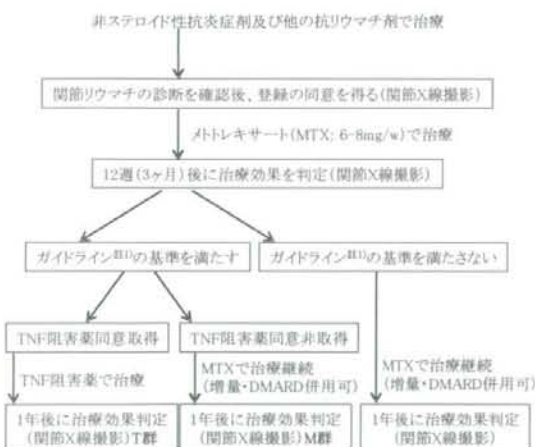 非ステロイド性抗炎症剤及び他の抗リウマチ剤で治療
関節リウマチの診断を確認後、登録の同意を得る(関節X線撮影)
メトトレキサート(MTX; 6-8mg/w)で治療
12週(3ヶ月)後に治療効果を判定(関節X線撮影)
ガイドライン註1)の基準を満たす
ガイドライン註1)の基準を満たさない
TNF阻害薬同意取得
TNF阻害薬同意非取得
TNF阻害薬で治療
MTXで治療継続
(増量・DMARD併用可)
MTXで治療継続
(増量・DMARD併用可)
1年後に治療効果判定
(関節X線撮影)T群
1年後に治療効果判定
(関節X線撮影)M群
1年後に治療効果判定
(関節X線撮影)